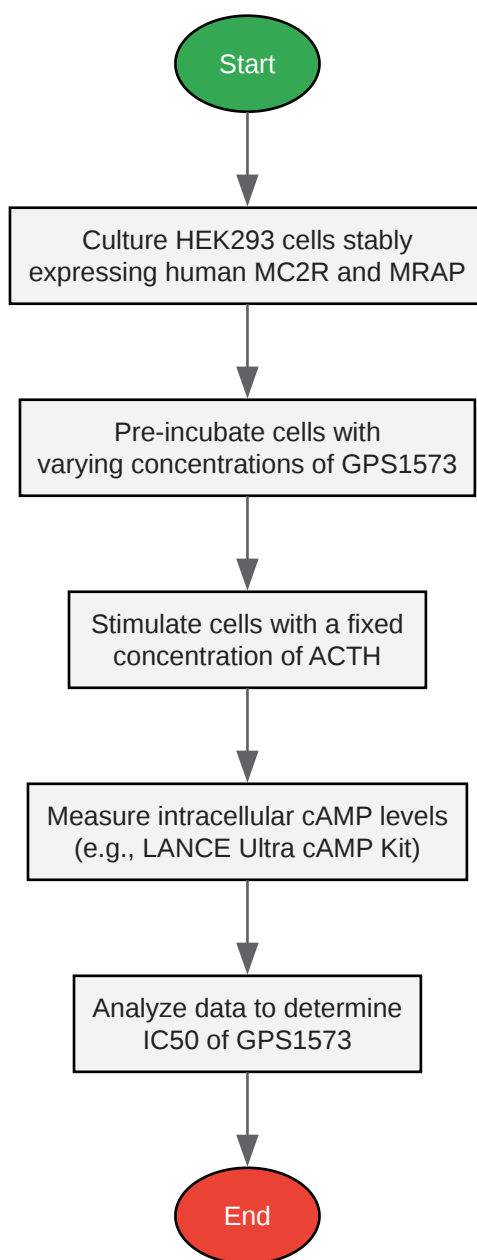 Start
Culture HEK293 cells stably
expressing human MC2R and MRAP
Pre-incubate cells with
varying concentrations of GPS1573
Stimulate cells with a fixed
concentration of ACTH
Measure intracellular cAMP levels
(e.g., LANCE Ultra cAMP Kit)
Analyze data to determine
IC50 of GPS1573
End